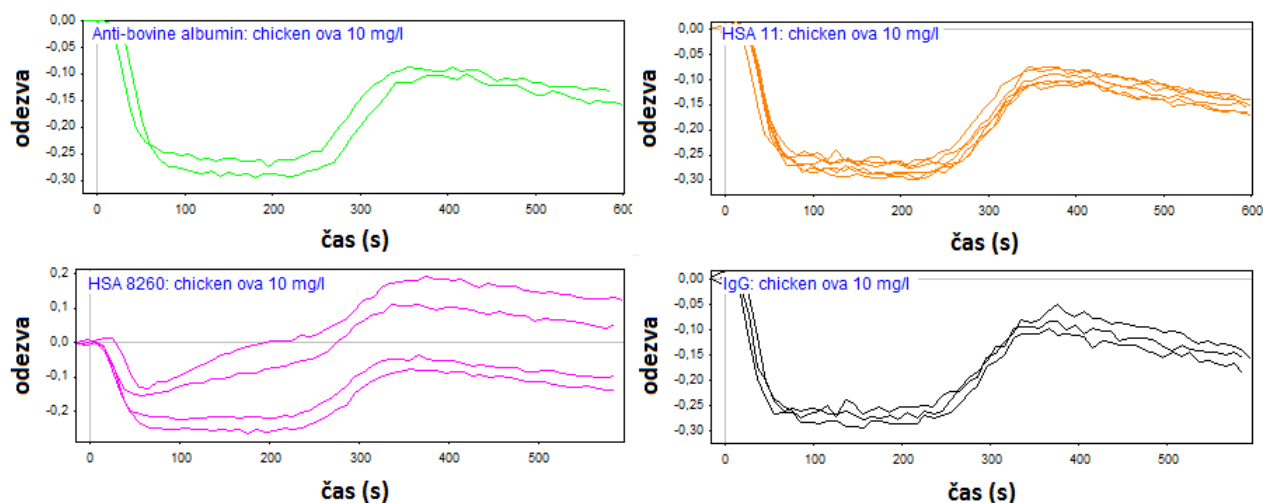 Anti-bovine albumin: chicken ova 10 mg/l
0,00
-0,05
-0,10
-0,15
-0,20
-0,25
-0,30
odezva
0 100 200 300 400 500 600
čas (s)
HSA 11: chicken ova 10 mg/l
0,00
-0,05
-0,10
-0,15
-0,20
-0,25
-0,30
odezva
0 100 200 300 400 500 600
čas (s)
HSA 8260: chicken ova 10 mg/l
0,2
0,1
0,0
-0,1
-0,2
odezva
0 100 200 300 400 500
čas (s)
IgG: chicken ova 10 mg/l
0,00
-0,05
-0,10
-0,15
-0,20
-0,25
-0,30
odezva
0 100 200 300 400 500
čas (s)